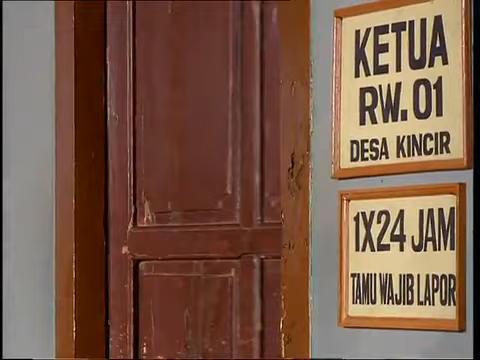 KETUA
RW.01
DESA KINCIR
1X24 JAM
TAMU WAJIB LAPOR